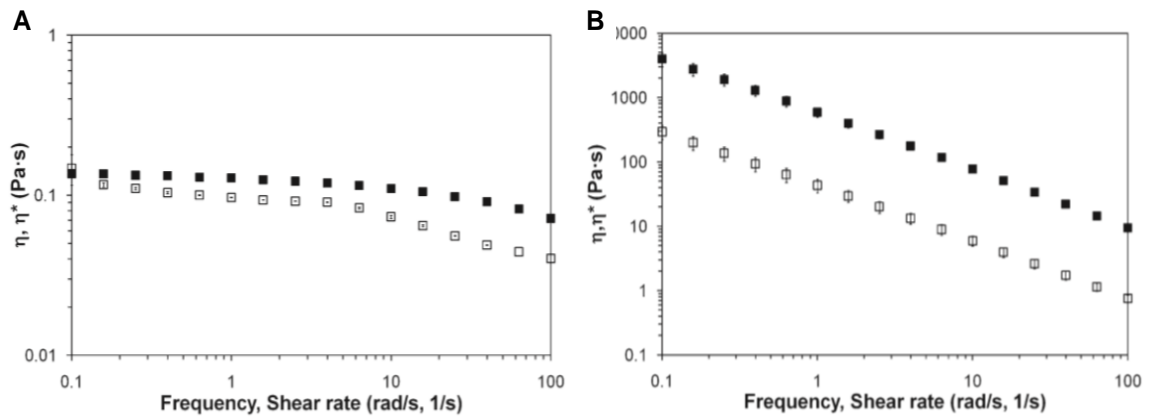 A
1
0.1
0.01
0.1
1
10
100
η, η* (Pa·s)
Frequency, Shear rate (rad/s, 1/s)
B
0000
1000
100
10
1
0.1
0.1
1
10
100
η,η* (Pa·s)
Frequency, Shear rate (rad/s, 1/s)